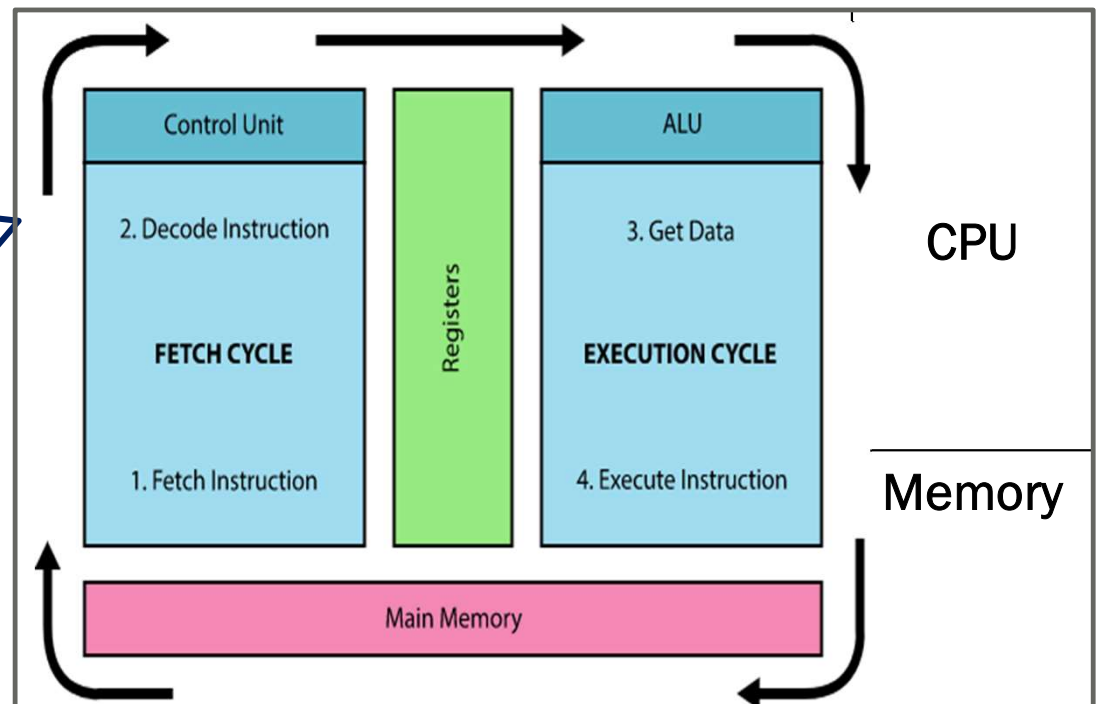 Control Unit
2. Decode Instruction
FETCH CYCLE
1. Fetch Instruction
Registers
ALU
3. Get Data
EXECUTION CYCLE
4. Execute Instruction
Main Memory
CPU
Memory